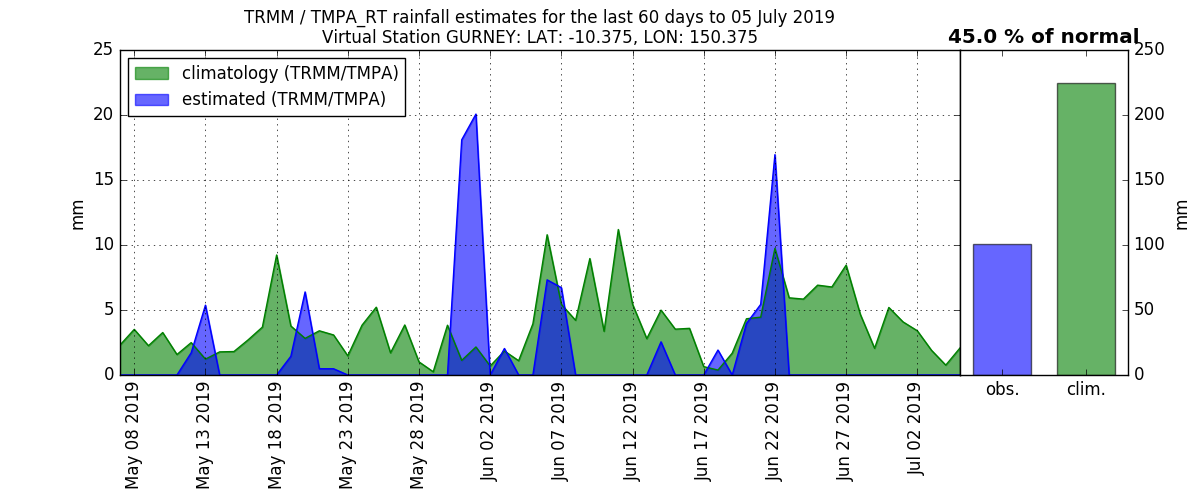 TRMM / TMPA_RT rainfall estimates for the last 60 days to 05 July 2019
Virtual Station GURNEY: LAT: -10.375, LON: 150.375
45.0 % of normal
climatology (TRMM/TMPA)
estimated (TRMM/TMPA)
25
20
15
10
5
0
mm
May 08 2019
May 13 2019
May 18 2019
May 23 2019
May 28 2019
Jun 02 2019
Jun 07 2019
Jun 12 2019
Jun 17 2019
Jun 22 2019
Jun 27 2019
Jul 02 2019
obs.
clim.
250
200
150
100
50
0
mm